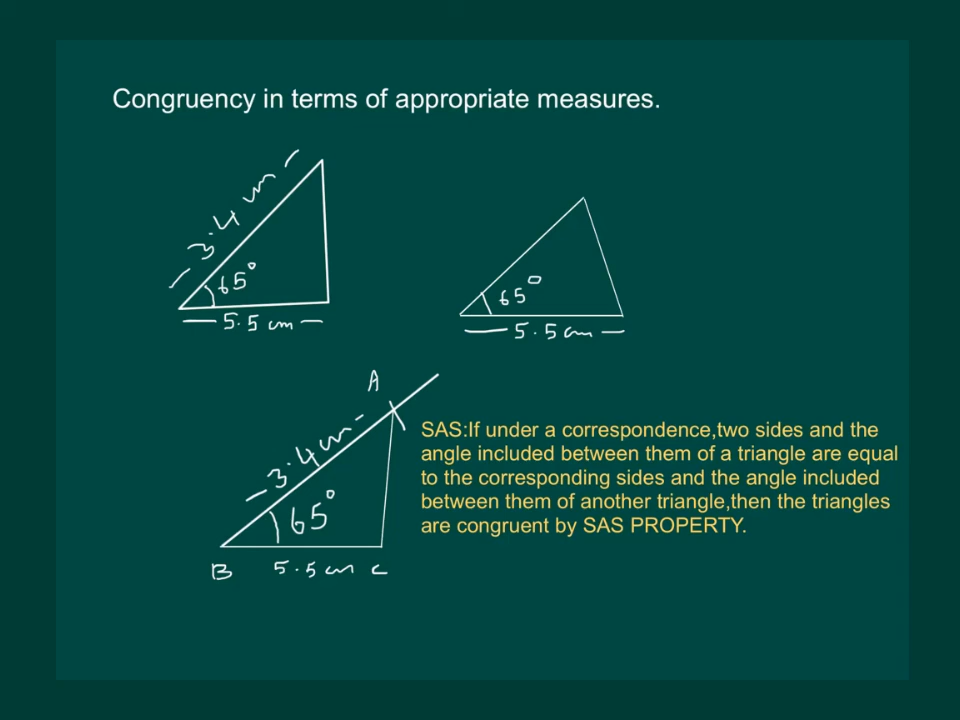 Congruency in terms of appropriate measures.
3.4 cm
65°
5.5 cm
65°
5.5 cm
A
3.4 cm
65°
B 5.5 cm C
SAS:If under a correspondence,two sides and the
angle included between them of a triangle are equal
to the corresponding sides and the angle included
between them of another triangle,then the triangles
are congruent by SAS PROPERTY.